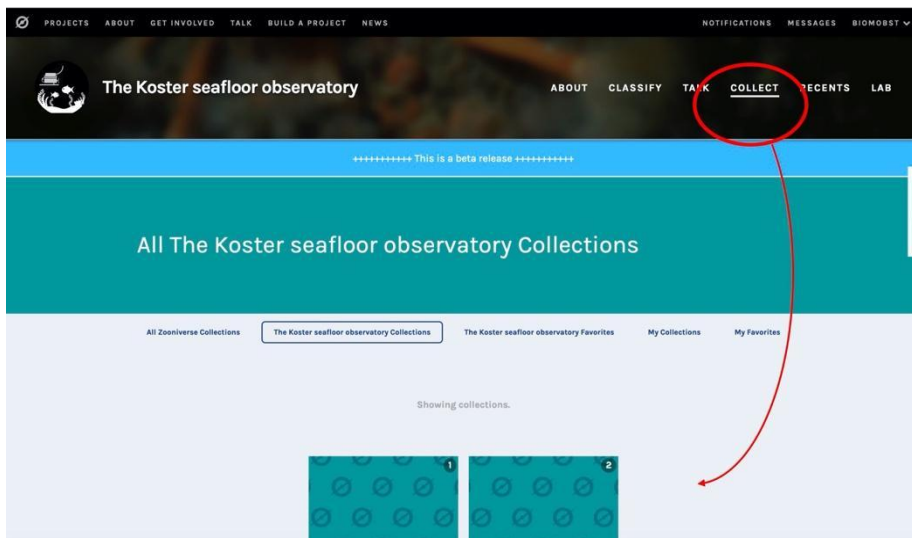 PROJECTS ABOUT GET INVOLVED TALK BUILD A PROJECT NEWS NOTIFICATIONS MESSAGES BIOMOBST
The Koster seafloor observatory ABOUT CLASSIFY TALK COLLECT RECENTS LAB
+++++++++++ This is a beta release +++++++++++
All The Koster seafloor observatory Collections
All Zooniverse Collections The Koster seafloor observatory Collections The Koster seafloor observatory Favorites My Collections My Favorites
Showing collections.
1 2